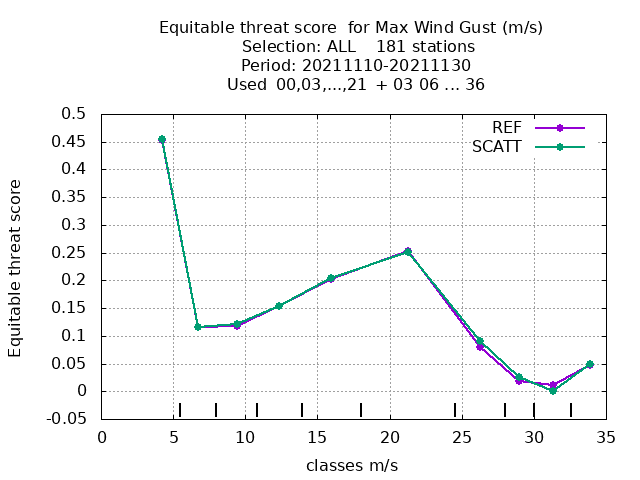 Equitable threat score  for Max Wind Gust (m/s)
Selection: ALL    181 stations
Period: 20211110-20211130
Used  00,03,...,21  + 03 06 ... 36
REF
SCATT
Equitable threat score
0.5
0.45
0.4
0.35
0.3
0.25
0.2
0.15
0.1
0.05
0
-0.05
0 5 10 15 20 25 30 35
classes m/s